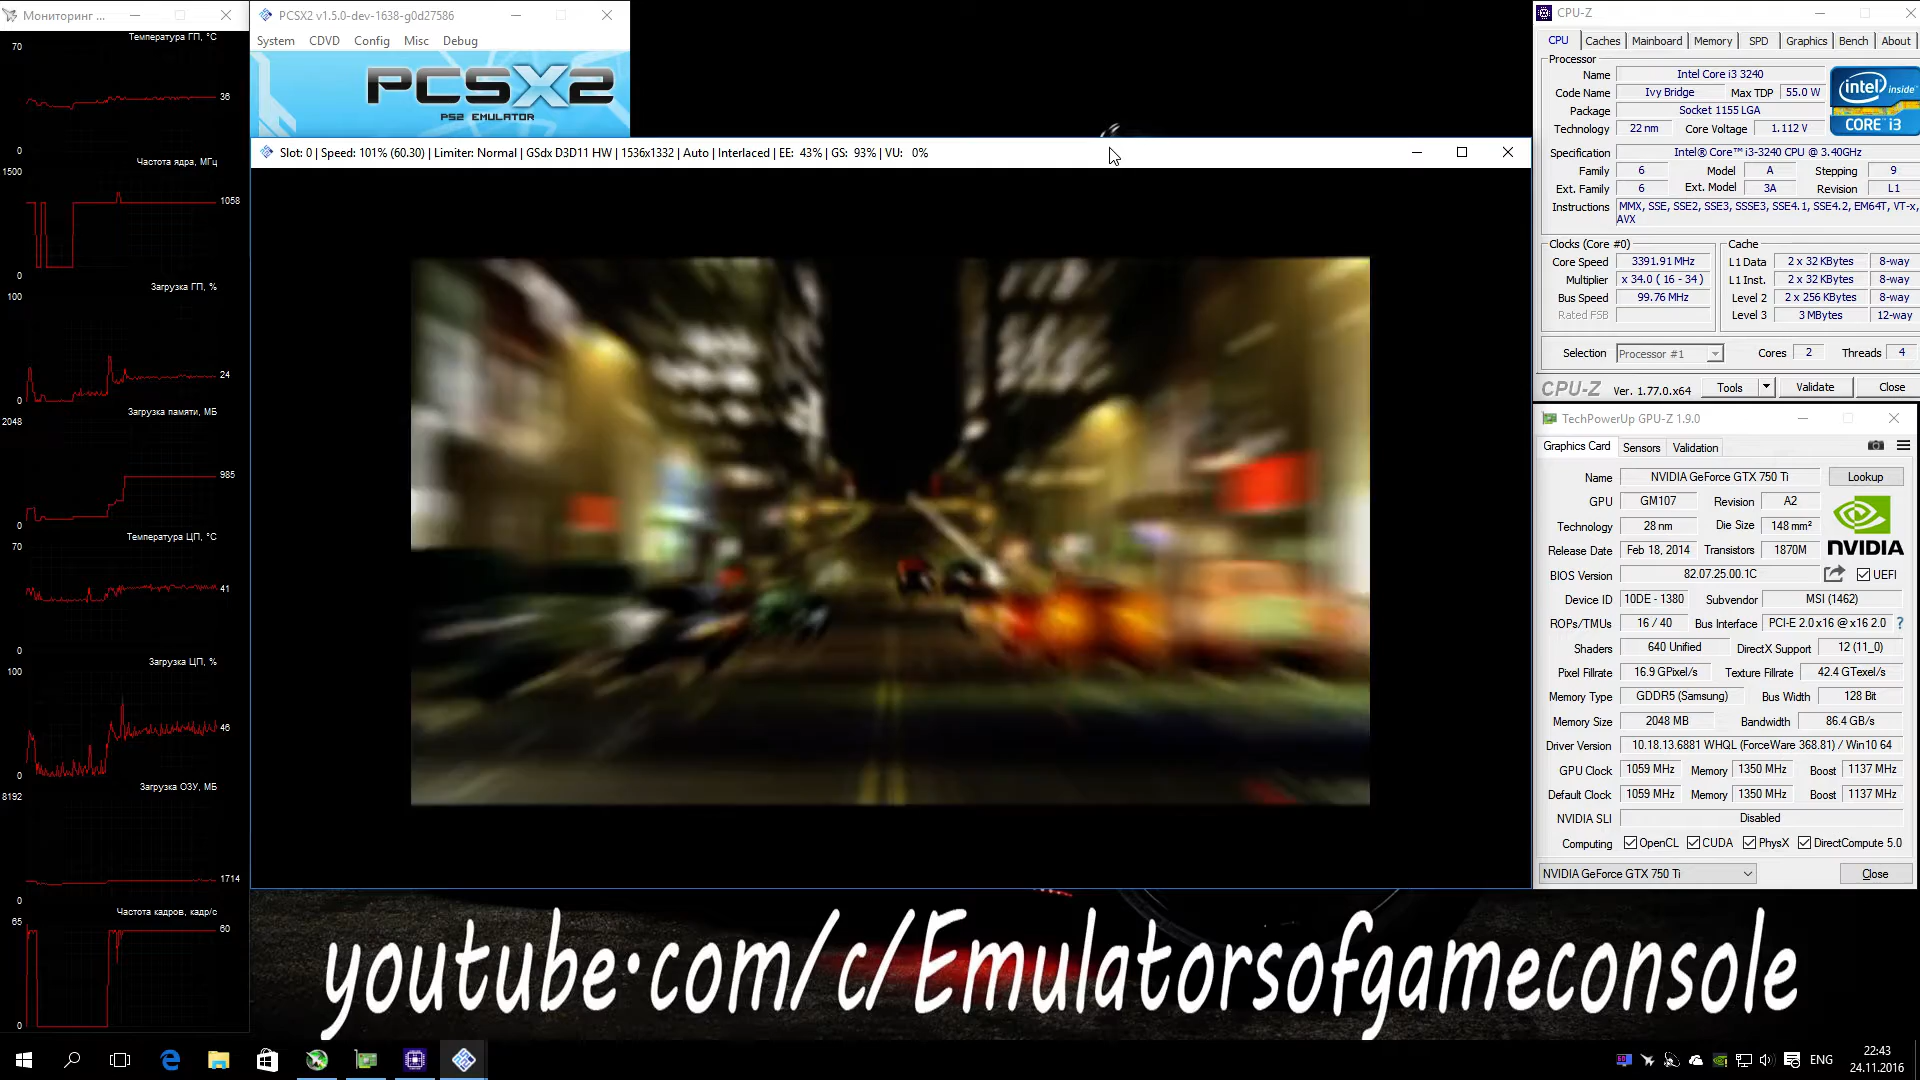 Мониторинг ...
Температура ГП, °C
70
36
0
Частота ядра, МГц
1500
1058
0
Загрузка ГП, %
100
24
0
Загрузка памяти, МБ
2048
985
0
Температура ЦП, °C
70
41
0
Загрузка ЦП, %
100
46
0
Загрузка ОЗУ, МБ
8192
1714
0
Частота кадров, кадр/с
65
60
0
PCSX2 v1.5.0-dev-1638-g0d27586
System CDVD Config Misc Debug
PCSX2
PS2 EMULATOR
Slot: 0 | Speed: 101% (60.30) | Limiter: Normal | GSdx D3D11 HW | 1536x1332 | Auto | Interlaced | EE: 43% | GS: 93% | VU: 0%
CPU-Z
CPU Caches Mainboard Memory SPD Graphics Bench About
Processor
Name Intel Core i3 3240
Code Name Ivy Bridge Max TDP 55.0 W
Package Socket 1155 LGA
Technology 22 nm Core Voltage 1.112 V
intel inside™
CORE i3
Specification Intel® Core™ i3-3240 CPU @ 3.40GHz
Family 6 Model A Stepping 9
Ext. Family 6 Ext. Model 3A Revision L1
Instructions MMX, SSE, SSE2, SSE3, SSSE3, SSE4.1, SSE4.2, EM64T, VT-x,
AVX
Clocks (Core #0) Cache
Core Speed 3391.91 MHz L1 Data 2 x 32 KBytes 8-way
Multiplier x 34.0 ( 16 - 34 ) L1 Inst. 2 x 32 KBytes 8-way
Bus Speed 99.76 MHz Level 2 2 x 256 KBytes 8-way
Rated FSB Level 3 3 MBytes 12-way
Selection Processor #1 Cores 2 Threads 4
CPU-Z Ver. 1.77.0.x64 Tools Validate Close
TechPowerUp GPU-Z 1.9.0
Graphics Card Sensors Validation
Name NVIDIA GeForce GTX 750 Ti Lookup
GPU GM107 Revision A2
Technology 28 nm Die Size 148 mm²
Release Date Feb 18, 2014 Transistors 1870M
NVIDIA
BIOS Version 82.07.25.00.1C UEFI
Device ID 10DE - 1380 Subvendor MSI (1462)
ROPs/TMUs 16 / 40 Bus Interface PCI-E 2.0 x16 @ x16 2.0 ?
Shaders 640 Unified DirectX Support 12 (11_0)
Pixel Fillrate 16.9 GPixel/s Texture Fillrate 42.4 GTexel/s
Memory Type GDDR5 (Samsung) Bus Width 128 Bit
Memory Size 2048 MB Bandwidth 86.4 GB/s
Driver Version 10.18.13.6881 WHQL (ForceWare 368.81) / Win10 64
GPU Clock 1059 MHz Memory 1350 MHz Boost 1137 MHz
Default Clock 1059 MHz Memory 1350 MHz Boost 1137 MHz
NVIDIA SLI Disabled
Computing OpenCL CUDA PhysX DirectCompute 5.0
NVIDIA GeForce GTX 750 Ti Close
youtube.com/c/Emulatorsofgameconsole
ENG
22:43
24.11.2016